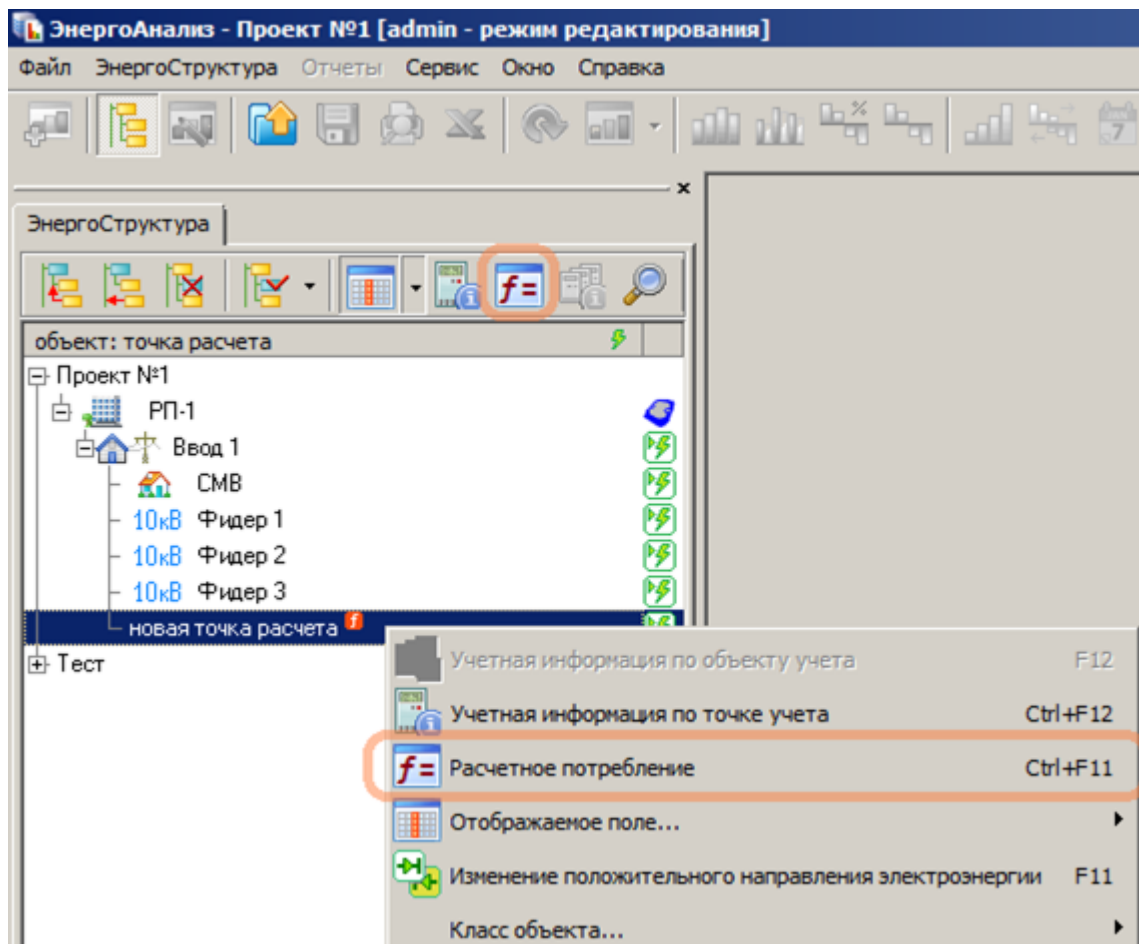 ЭнергоАнализ - Проект №1 [admin - режим редактирования]
Файл ЭнергоСтруктура Отчеты Сервис Окно Справка
ЭнергоСтруктура
f=
объект: точка расчета
Проект №1
РП-1
Ввод 1
СМВ
10кВ Фидер 1
10кВ Фидер 2
10кВ Фидер 3
новая точка расчета f
Тест
Учетная информация по объекту учета F12
Учетная информация по точке учета Ctrl+F12
f= Расчетное потребление Ctrl+F11
Отображаемое поле...
Изменение положительного направления электроэнергии F11
Класс объекта...